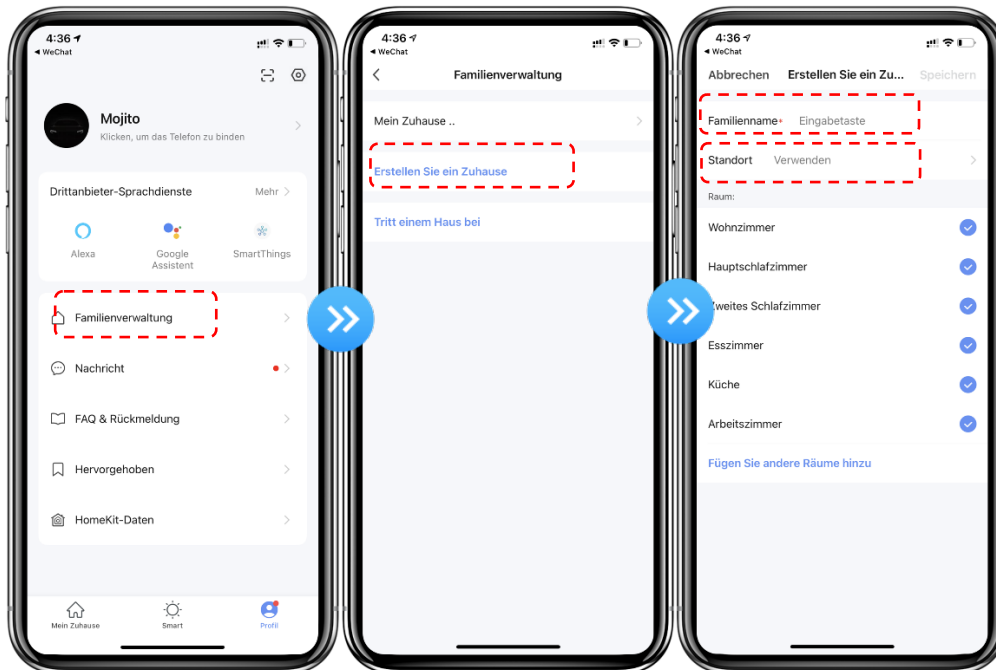 4:36
WeChat
Mojito
Klicken, um das Telefon zu binden
Drittanbieter-Sprachdienste
Mehr
Alexa
Google
Assistent
SmartThings
Familienverwaltung
Nachricht
FAQ & Rückmeldung
Hervorgehoben
HomeKit-Daten
Mein Zuhause
Smart
Profil
4:36
WeChat
Familienverwaltung
Mein Zuhause ..
Erstellen Sie ein Zuhause
Tritt einem Haus bei
4:36
WeChat
Abbrechen
Erstellen Sie ein Zu...
Speichern
Familienname*
Eingabetaste
Standort
Verwenden
Raum:
Wohnzimmer
Hauptschlafzimmer
Zweites Schlafzimmer
Esszimmer
Küche
Arbeitszimmer
Fügen Sie andere Räume hinzu